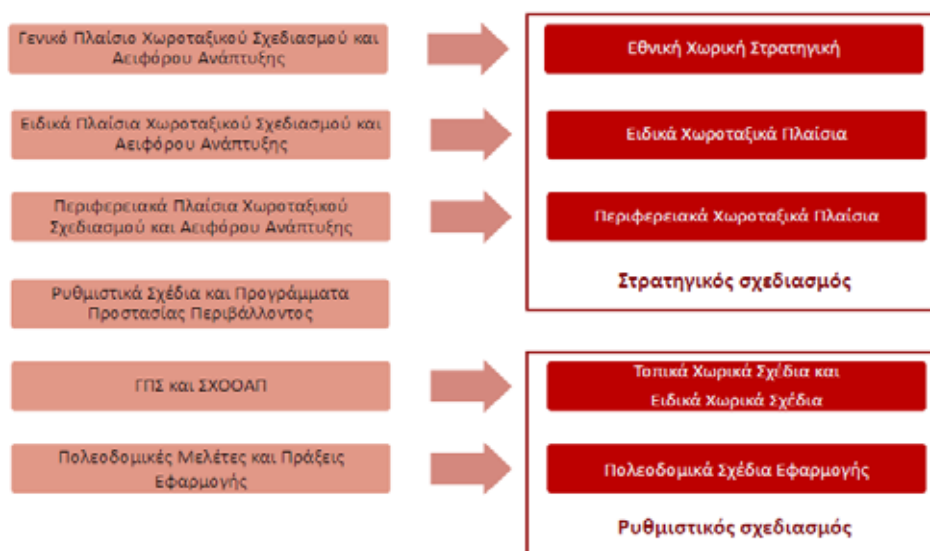 Γενικό Πλαίσιο Χωροταξικού Σχεδιασμού και
Αειφόρου Ανάπτυξης
Εθνική Χωρική Στρατηγική
Ειδικά Πλαίσια Χωροταξικού Σχεδιασμού και
Αειφόρου Ανάπτυξης
Ειδικά Χωροταξικά Πλαίσια
Περιφερειακά Πλαίσια Χωροταξικού
Σχεδιασμού και Αειφόρου Ανάπτυξης
Περιφερειακά Χωροταξικά Πλαίσια
Στρατηγικός σχεδιασμός
Ρυθμιστικά Σχέδια και Προγράμματα
Προστασίας Περιβάλλοντος
ΓΠΣ και ΣΧΟΟΑΠ
Τοπικά Χωρικά Σχέδια και
Ειδικά Χωρικά Σχέδια
Πολεοδομικές Μελέτες και Πράξεις
Εφαρμογής
Πολεοδομικά Σχέδια Εφαρμογής
Ρυθμιστικός σχεδιασμός